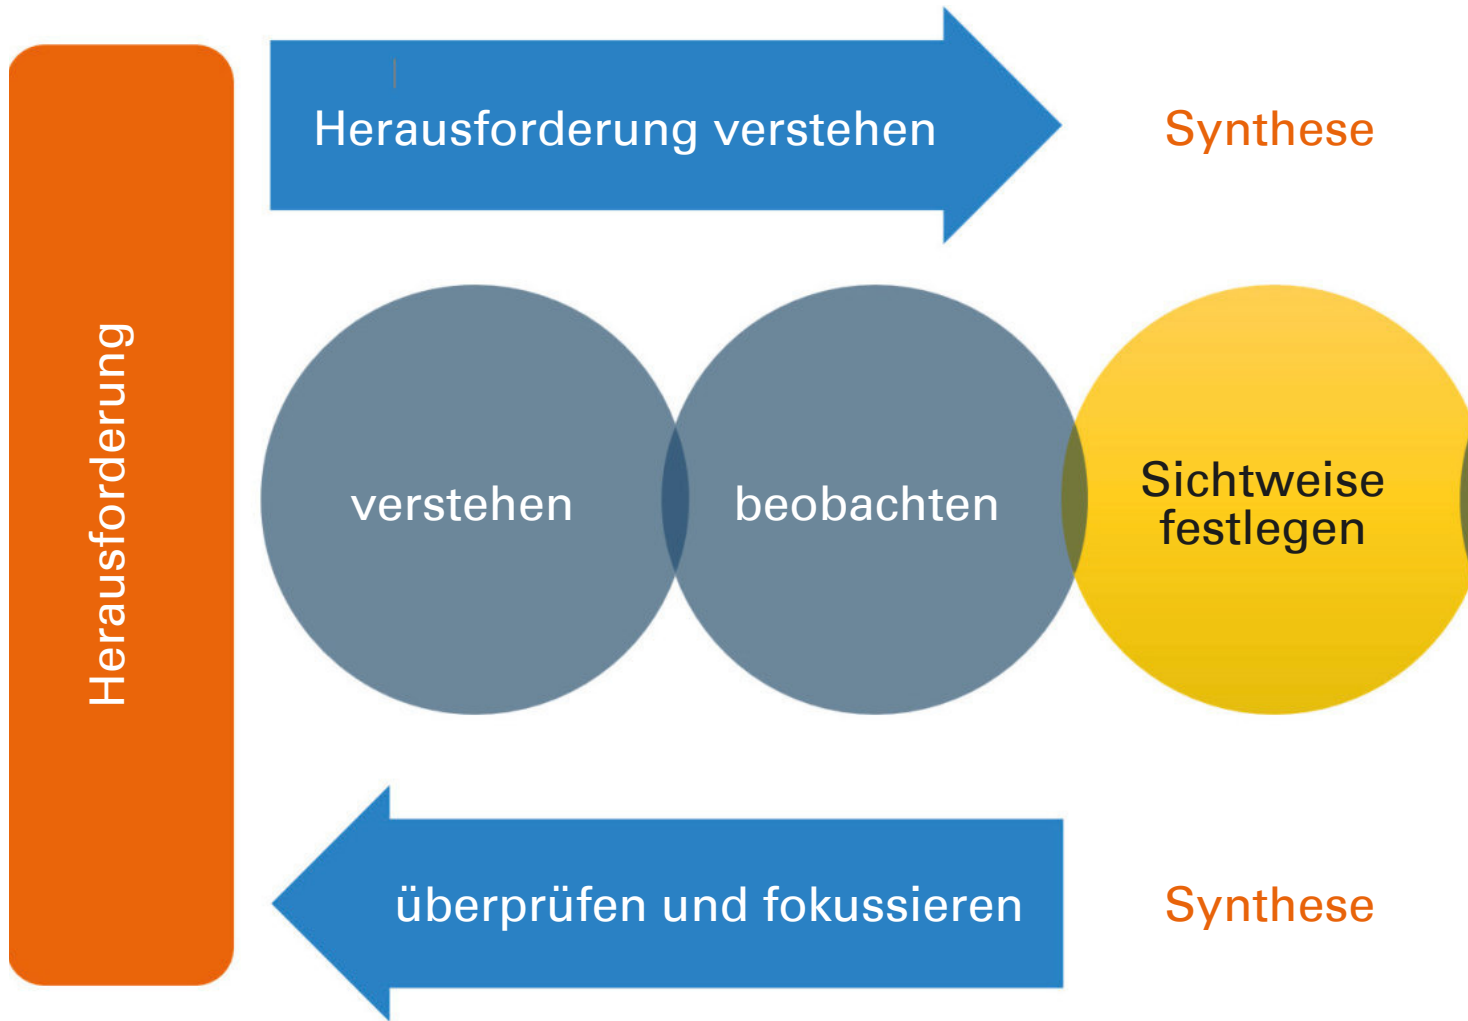 Herausforderung
Herausforderung verstehen
Synthese
verstehen
beobachten
Sichtweise
festlegen
überprüfen und fokussieren
Synthese